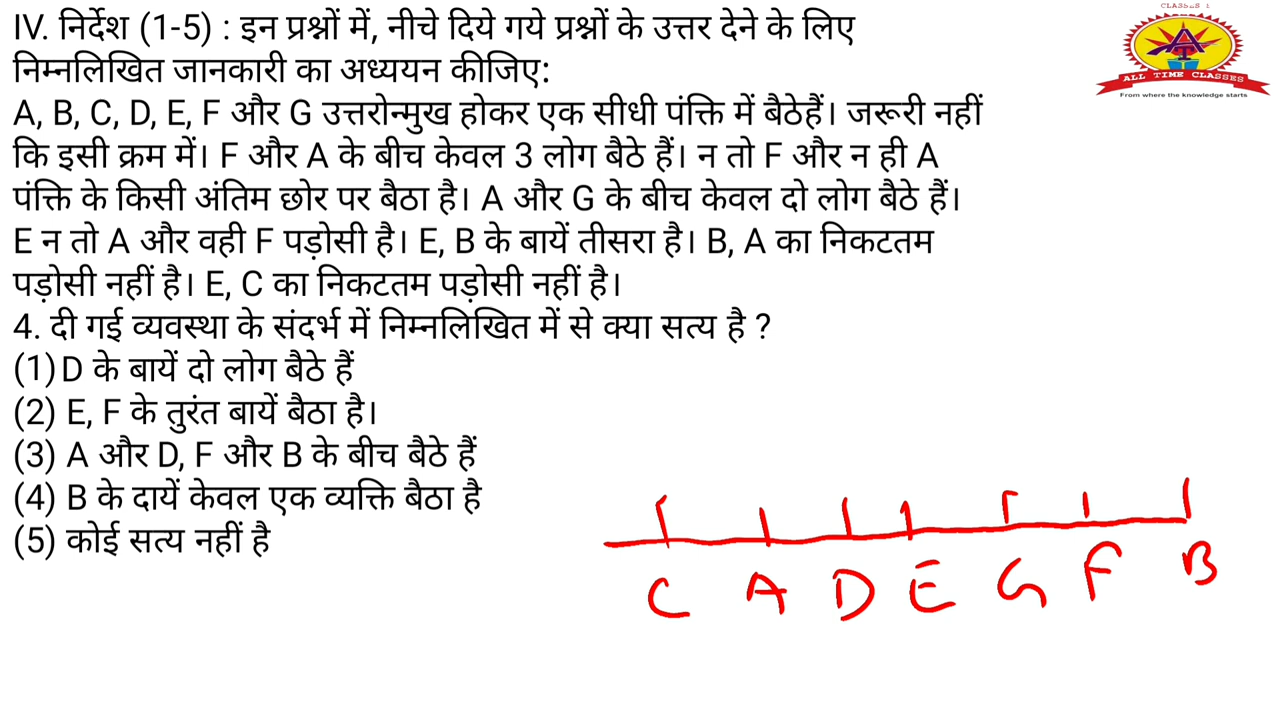 IV. निर्देश (1-5) : इन प्रश्नों में, नीचे दिये गये प्रश्नों के उत्तर देने के लिए
निम्नलिखित जानकारी का अध्ययन कीजिए:
A, B, C, D, E, F और G उत्तरोन्मुख होकर एक सीधी पंक्ति में बैठेहैं। जरूरी नहीं
कि इसी क्रम में। F और A के बीच केवल 3 लोग बैठे हैं। न तो F और न ही A
पंक्ति के किसी अंतिम छोर पर बैठा है। A और G के बीच केवल दो लोग बैठे हैं।
E न तो A और वही F पड़ोसी है। E, B के बायें तीसरा है। B, A का निकटतम
पड़ोसी नहीं है। E, C का निकटतम पड़ोसी नहीं है।
4. दी गई व्यवस्था के संदर्भ में निम्नलिखित में से क्या सत्य है ?
(1) D के बायें दो लोग बैठे हैं
(2) E, F के तुरंत बायें बैठा है।
(3) A और D, F और B के बीच बैठे हैं
(4) B के दायें केवल एक व्यक्ति बैठा है
(5) कोई सत्य नहीं है
C A D E G F B
AT
ALL TIME CLASSES
From where the knowledge starts